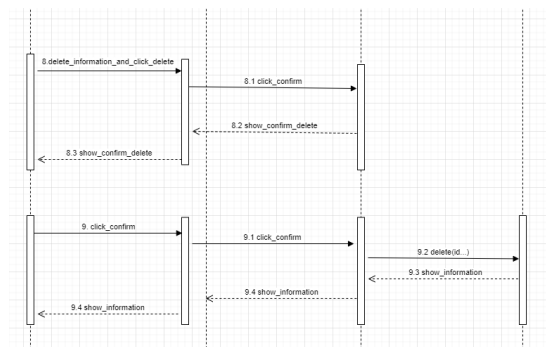 8.delete_information_and_click_delete
8.1 click_confirm
8.2 show_confirm_delete
8.3 show_confirm_delete
9. click_confirm
9.1 click_confirm
9.2 delete(id...)
9.3 show_information
9.4 show_information
9.4 show_information